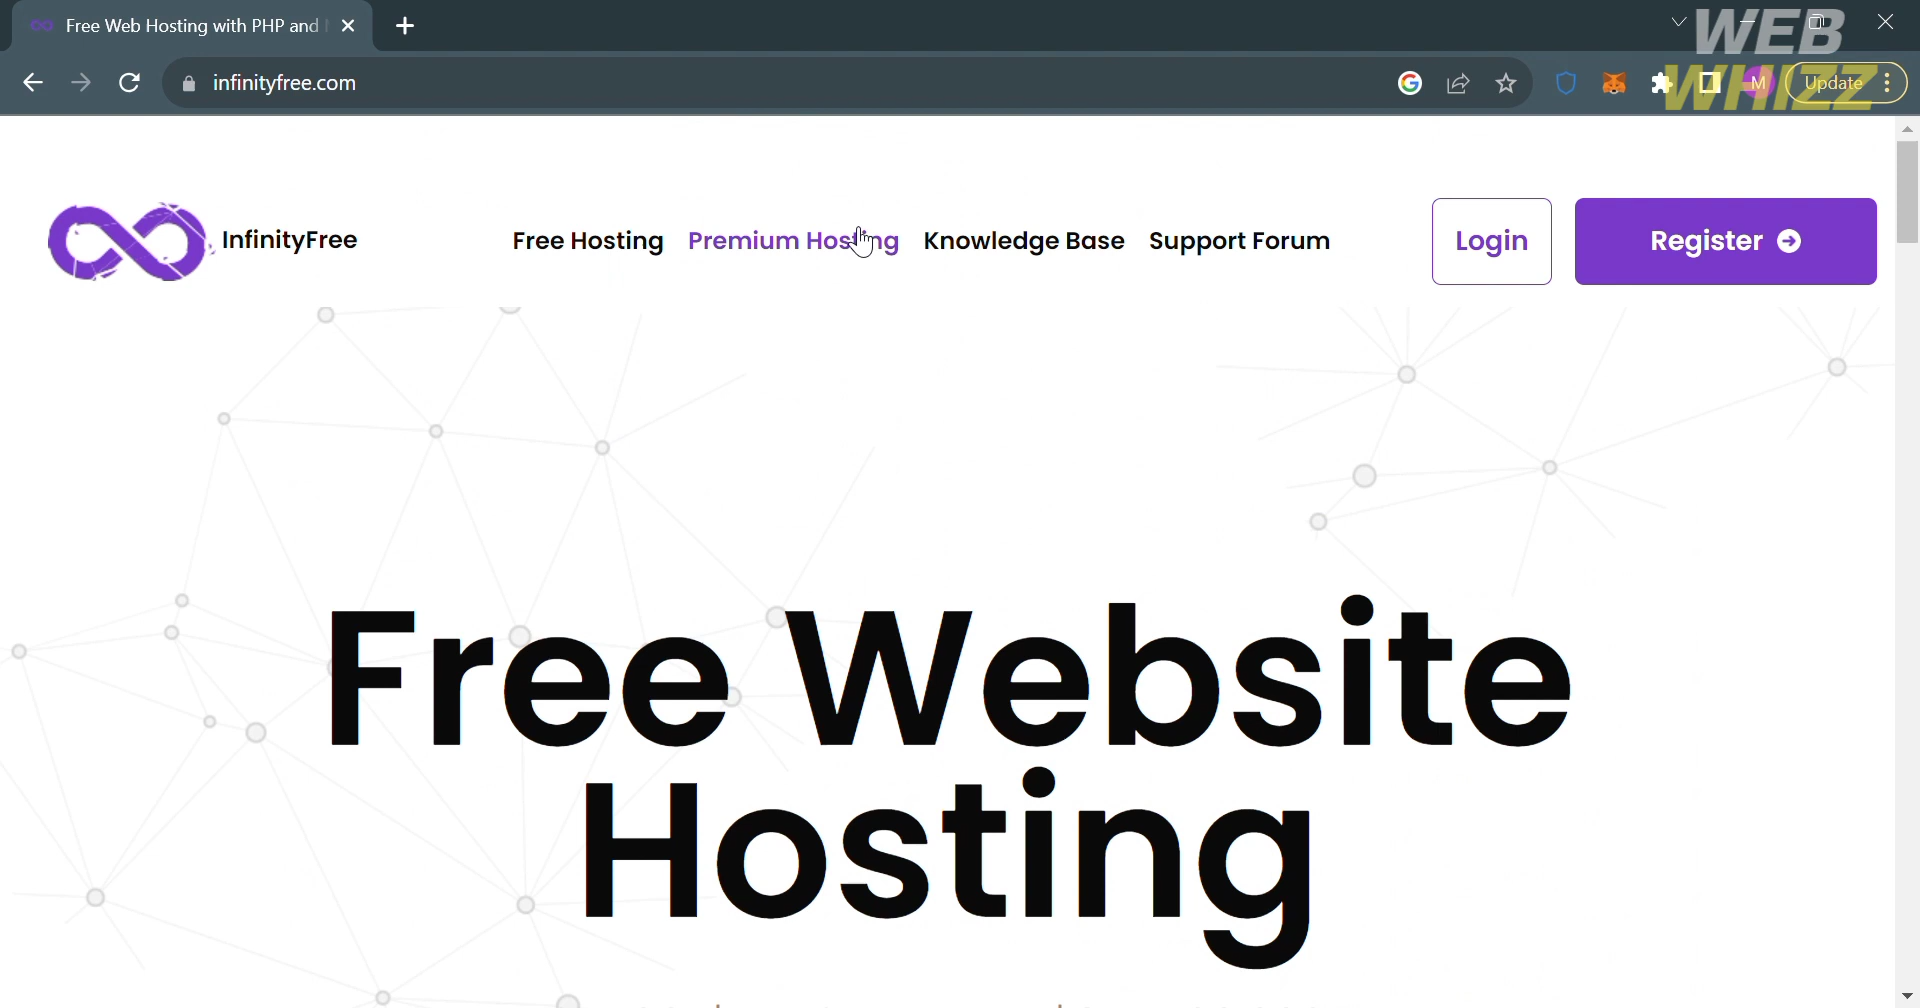 Free Web Hosting with PHP and
WEB
infinityfree.com
M
Update
WHIZZ
InfinityFree
Free Hosting
Premium Hosting
Knowledge Base
Support Forum
Login
Register
Free Website
Hosting